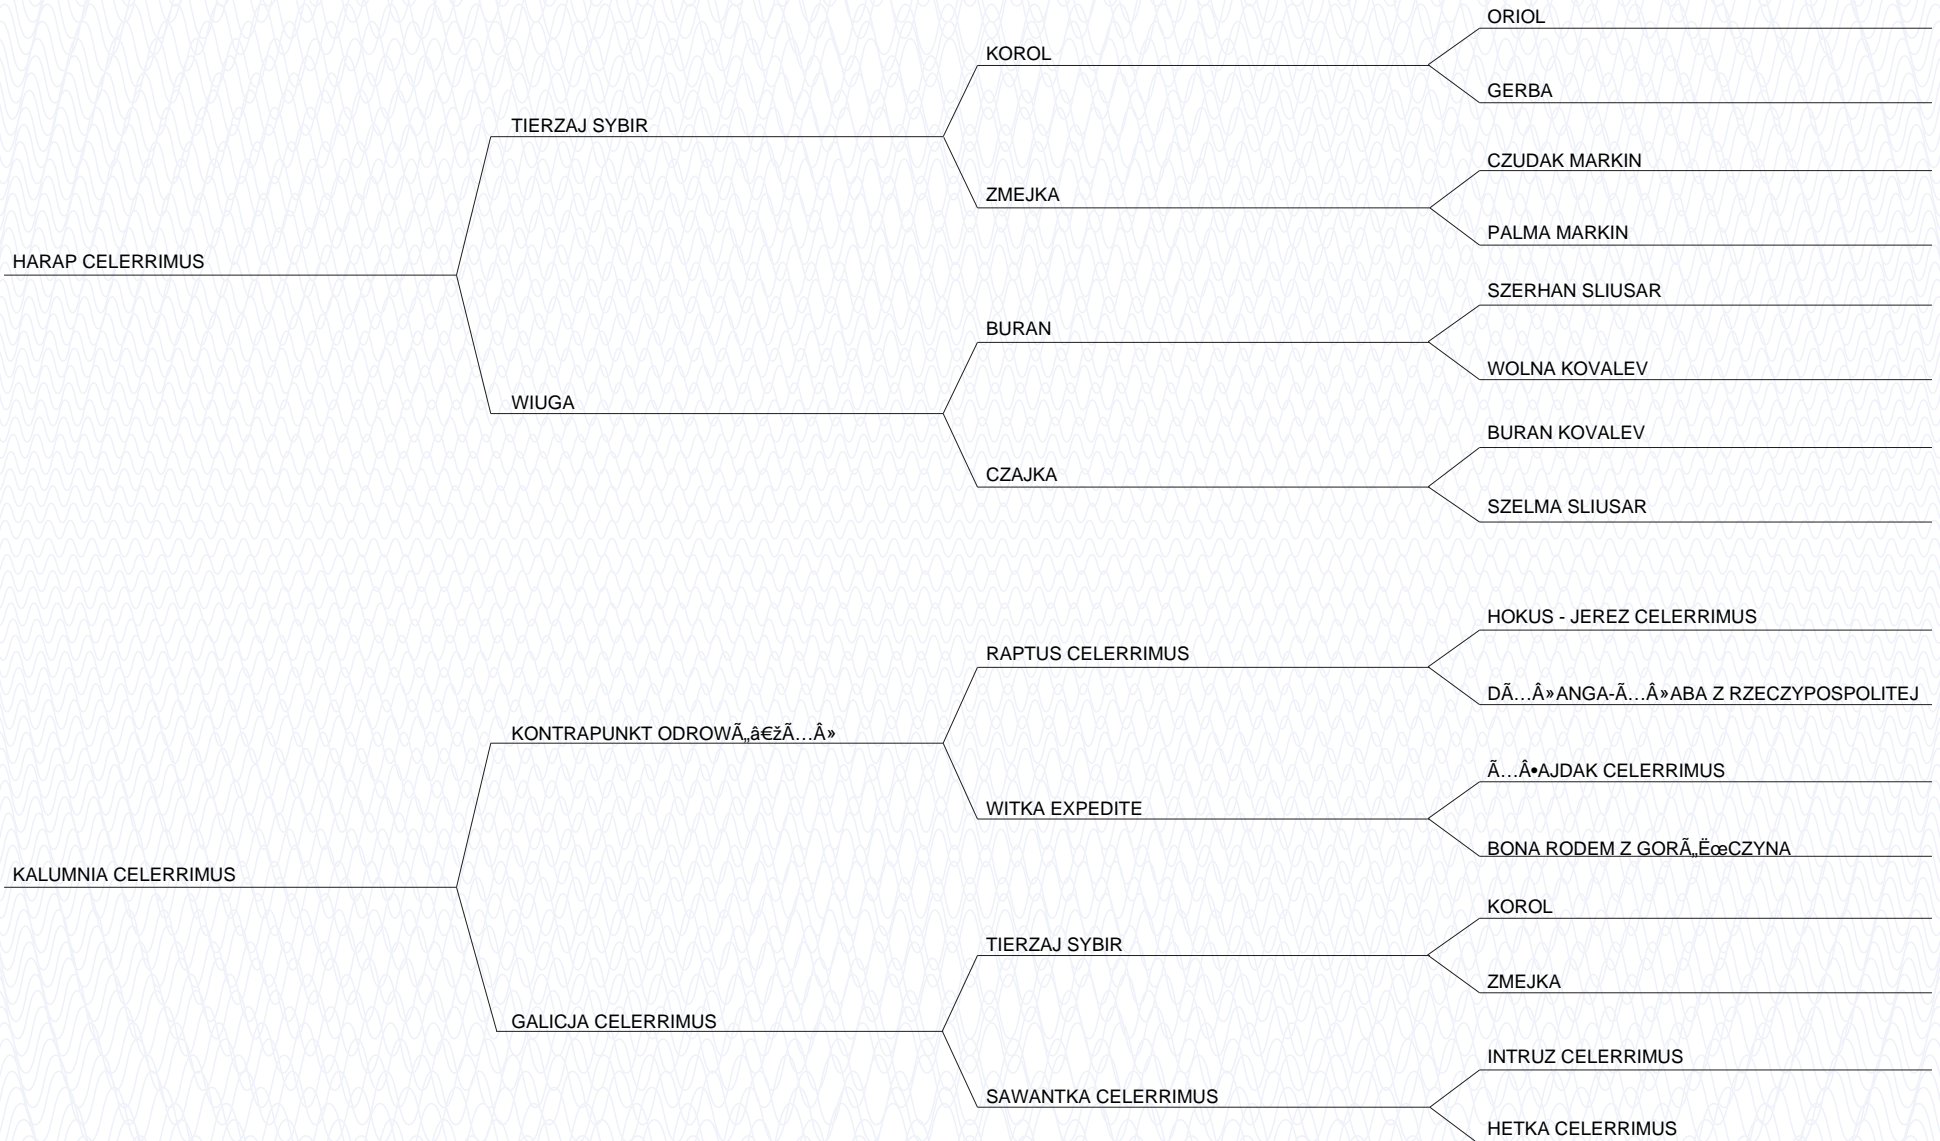 ORIOL
KOROL
GERBA
TIERZAJ SYBIR
CZUDAK MARKIN
ZMEJKA
PALMA MARKIN
HARAP CELERRIMUS
SZERHAN SLIUSAR
BURAN
WOLNA KOVALEV
WIUGA
BURAN KOVALEV
CZAJKA
SZELMA SLIUSAR
HOKUS - JEREZ CELERRIMUS
RAPTUS CELERRIMUS
DÃ…Â»ANGA-Ã…Â»ABA Z RZECZYPOSPOLITEJ
KONTRAPUNKT ODROWÃ„â€žÃ…Â»
Ã…Â•AJDAK CELERRIMUS
WITKA EXPEDITE
BONA RODEM Z GORÃ„ËœCZYNA
KALUMNIA CELERRIMUS
KOROL
TIERZAJ SYBIR
ZMEJKA
GALICJA CELERRIMUS
INTRUZ CELERRIMUS
SAWANTKA CELERRIMUS
HETKA CELERRIMUS